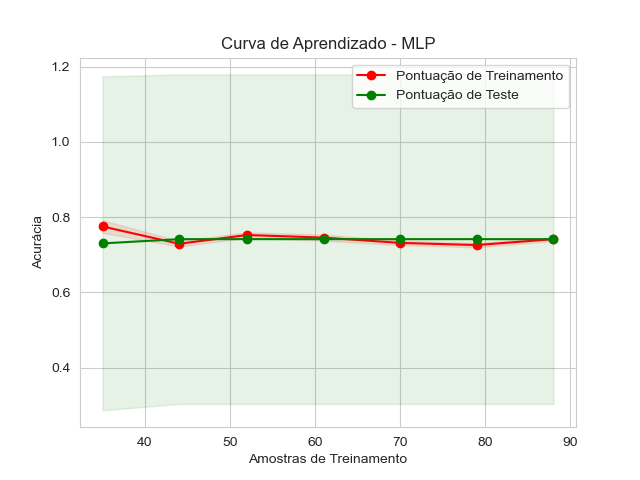 Curva de Aprendizado - MLP
Pontuação de Treinamento
Pontuação de Teste
1.2
1.0
0.8
0.6
0.4
Acurácia
40 50 60 70 80 90
Amostras de Treinamento